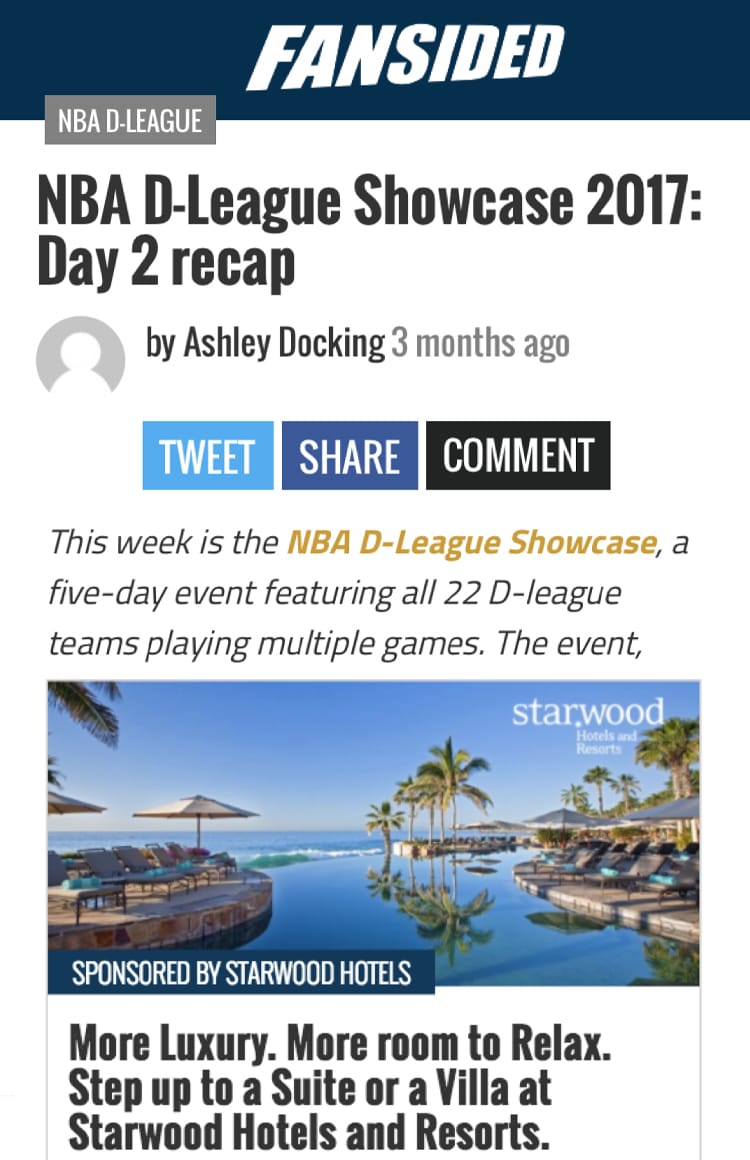 FANSIDED
NBA D-LEAGUE
NBA D-League Showcase 2017:
Day 2 recap
by Ashley Docking 3 months ago
TWEET SHARE COMMENT
This week is the NBA D-League Showcase, a
five-day event featuring all 22 D-league
teams playing multiple games. The event,
starwood
Hotels and
Resorts
SPONSORED BY STARWOOD HOTELS
More Luxury. More room to Relax.
Step up to a Suite or a Villa at
Starwood Hotels and Resorts.